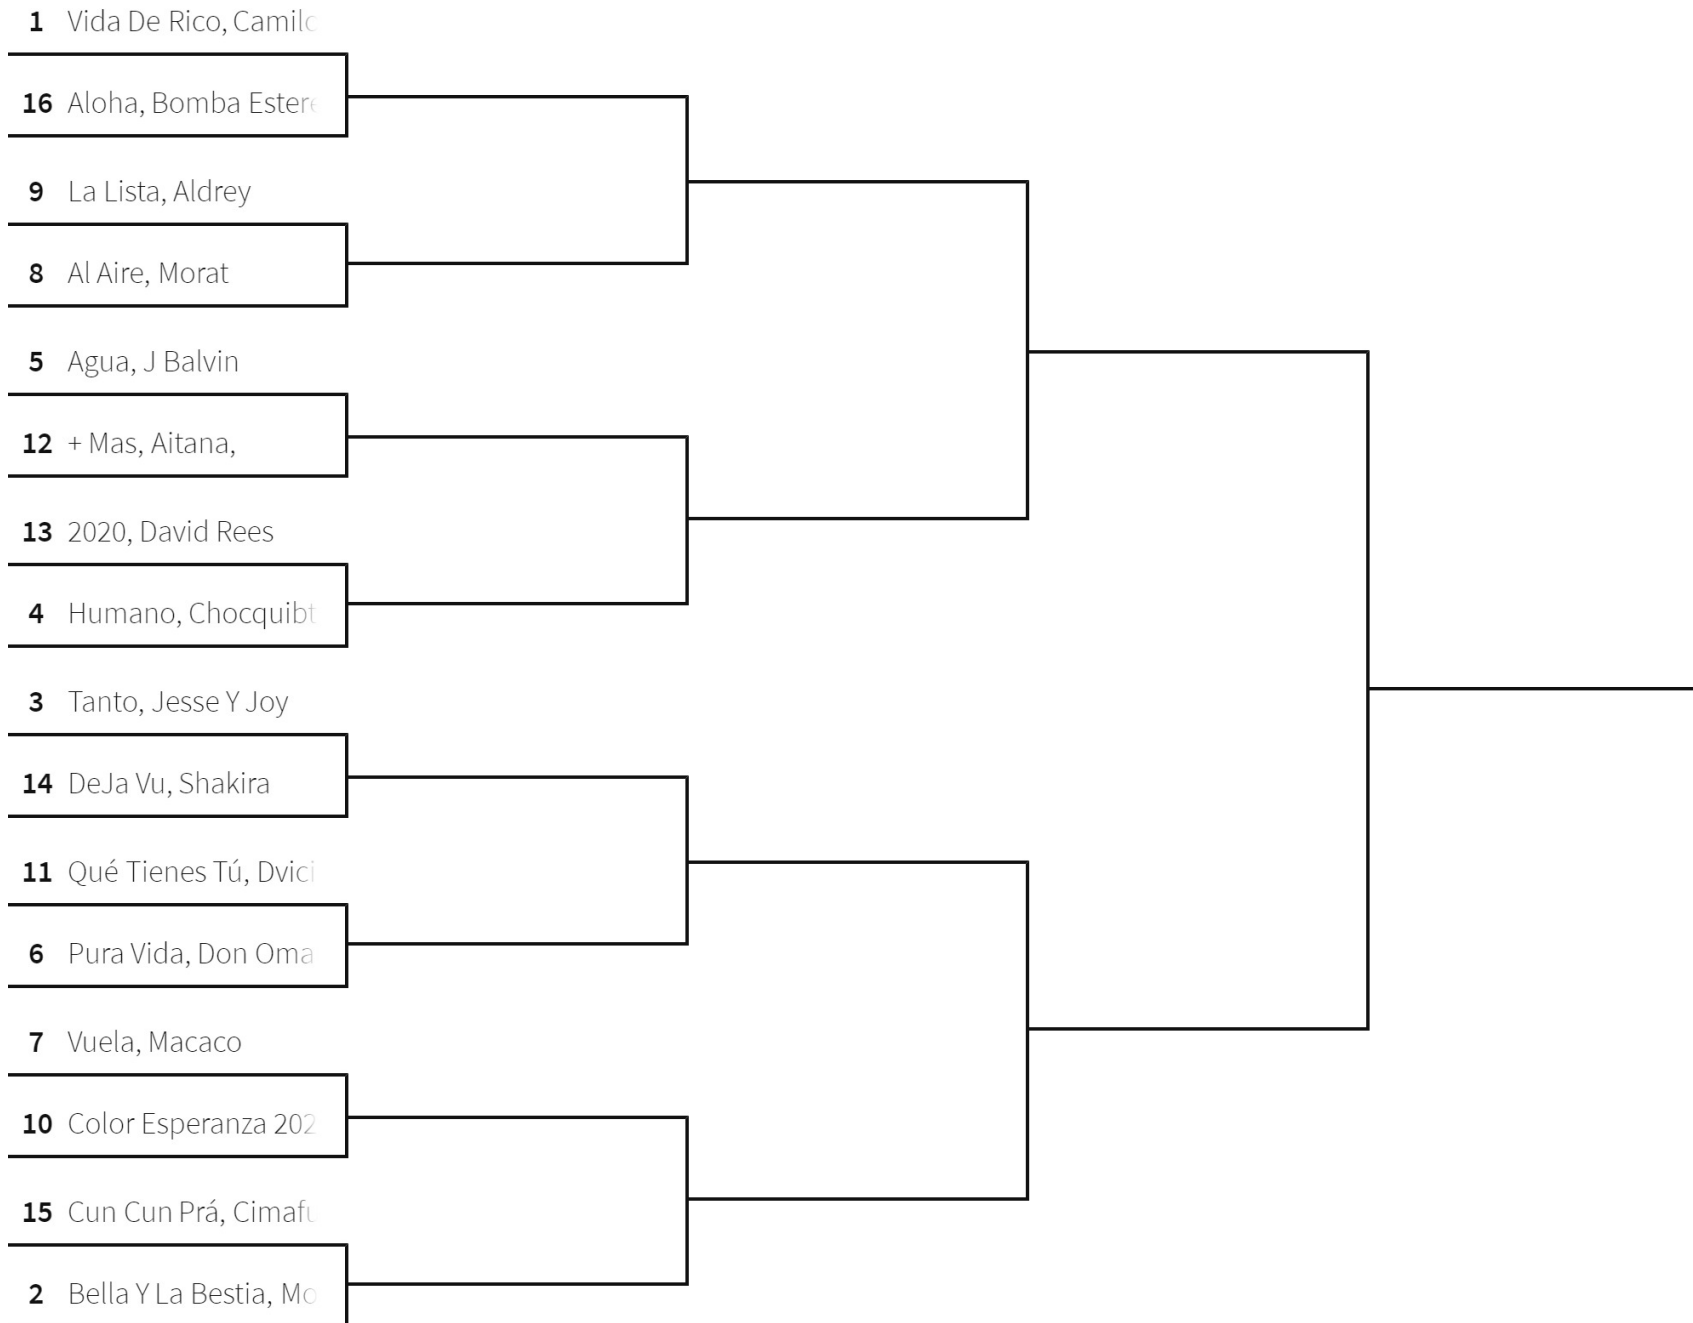 1 Vida De Rico, Camilo
16 Aloha, Bomba Estere
9 La Lista, Aldrey
8 Al Aire, Morat
5 Agua, J Balvin
12 + Mas, Aitana,
13 2020, David Rees
4 Humano, Chocquibt
3 Tanto, Jesse Y Joy
14 DeJa Vu, Shakira
11 Qué Tienes Tú, Dvici
6 Pura Vida, Don Oma
7 Vuela, Macaco
10 Color Esperanza 202
15 Cun Cun Prá, Cimafu
2 Bella Y La Bestia, Mo